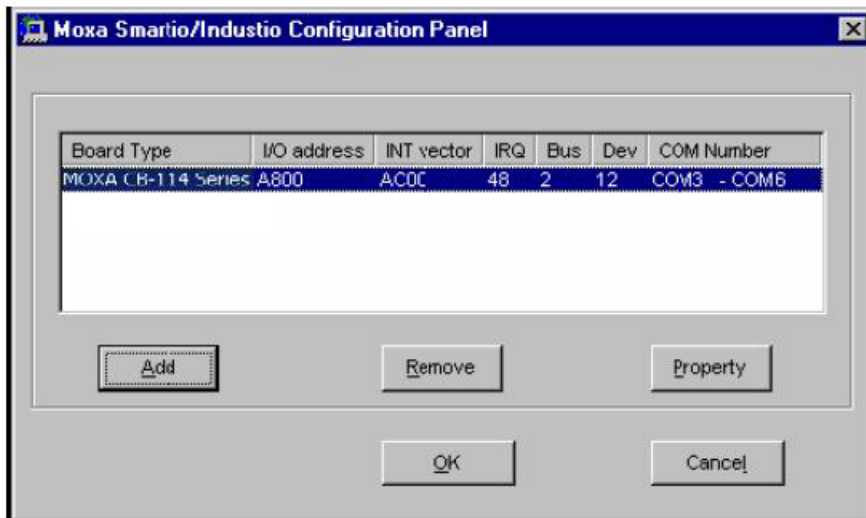 Moxa Smartio/Industio Configuration Panel
Board Type I/O address INT vector IRQ Bus Dev COM Number
MOXA CB-114 Series A800 AC00 48 2 12 COM3 - COM6
Add Remove Property
OK Cancel